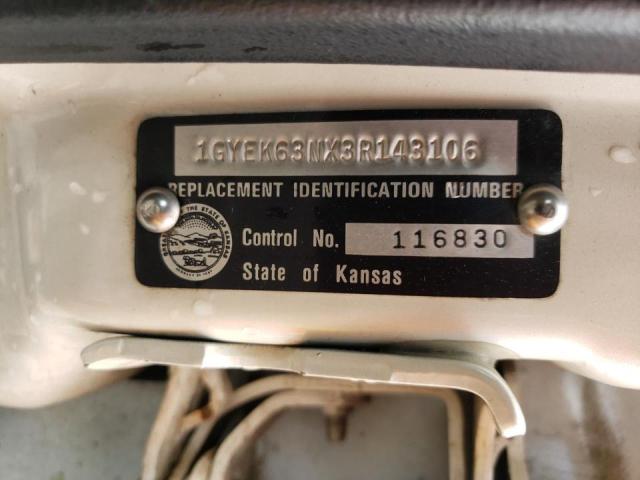 1GYEK63NX3R143106
REPLACEMENT IDENTIFICATION NUMBER
Control No. 116830
State of Kansas